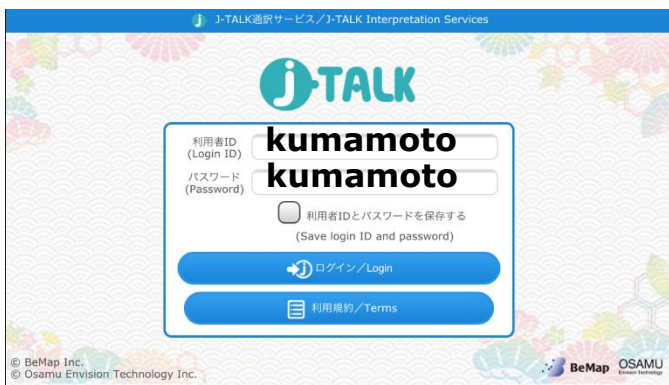 J-TALK通訳サービス／J-TALK Interpretation Services
j-TALK
利用者ID
(Login ID)
kumamoto
パスワード
(Password)
kumamoto
利用者IDとパスワードを保存する
(Save login ID and password)
ログイン／Login
利用規約／Terms
© BeMap Inc.
© Osamu Envision Technology Inc.
BeMap
OSAMU
Envision Technology